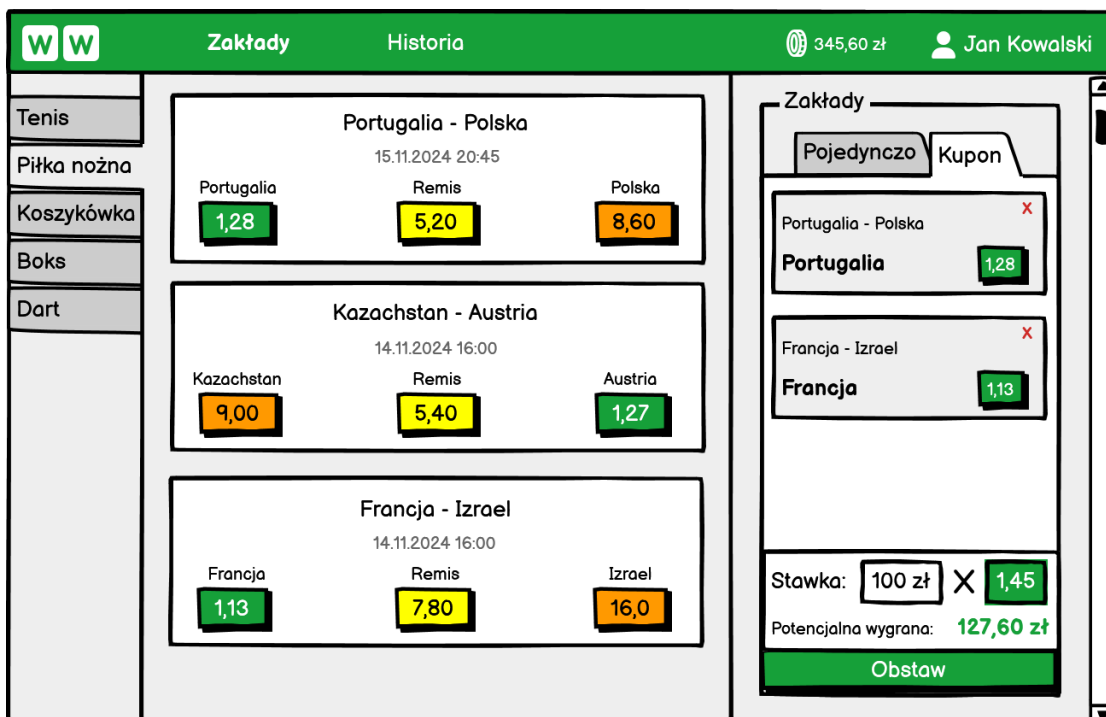 W W
Zakłady
Historia
345,60 zł
Jan Kowalski
Tenis
Piłka nożna
Koszykówka
Boks
Dart
Portugalia - Polska
15.11.2024 20:45
Portugalia Remis Polska
1,28 5,20 8,60
Kazachstan - Austria
14.11.2024 16:00
Kazachstan Remis Austria
9,00 5,40 1,27
Francja - Izrael
14.11.2024 16:00
Francja Remis Izrael
1,13 7,80 16,0
Zakłady
Pojedynczo Kupon
X
Portugalia - Polska
Portugalia 1,28
X
Francja - Izrael
Francja 1,13
Stawka: 100 zł X 1,45
Potencjalna wygrana: 127,60 zł
Obstaw